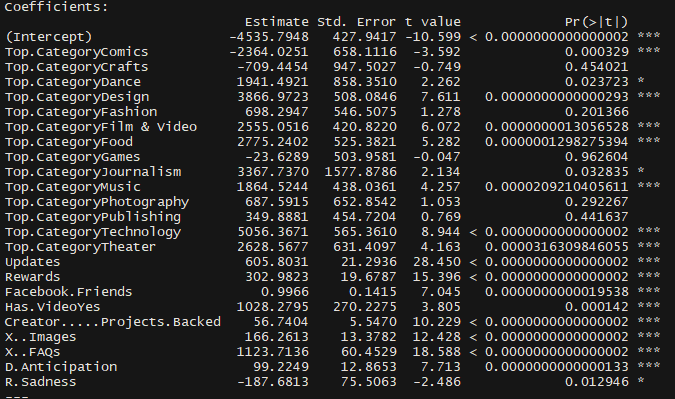 Coefficients:
Estimate Std. Error t value Pr(>|t|)
(Intercept) -4535.7948 427.9417 -10.599 < 0.0000000000000002 ***
Top.CategoryComics -2364.0251 658.1116 -3.592 0.000329 ***
Top.CategoryCrafts -709.4454 947.5027 -0.749 0.454021
Top.CategoryDance 1941.4921 858.3510 2.262 0.023723 *
Top.CategoryDesign 3866.9723 508.0846 7.611 0.0000000000000293 ***
Top.CategoryFashion 698.2947 546.5075 1.278 0.201366
Top.CategoryFilm & Video 2555.0516 420.8220 6.072 0.0000000013056528 ***
Top.CategoryFood 2775.2402 525.3821 5.282 0.0000001298275394 ***
Top.CategoryGames -23.6289 503.9581 -0.047 0.962604
Top.CategoryJournalism 3367.7370 1577.8786 2.134 0.032835 *
Top.CategoryMusic 1864.5244 438.0361 4.257 0.0000209210405611 ***
Top.CategoryPhotography 687.5915 652.8542 1.053 0.292267
Top.CategoryPublishing 349.8881 454.7204 0.769 0.441637
Top.CategoryTechnology 5056.3671 565.3610 8.944 < 0.0000000000000002 ***
Top.CategoryTheater 2628.5677 631.4097 4.163 0.0000316309846055 ***
Updates 605.8031 21.2936 28.450 < 0.0000000000000002 ***
Rewards 302.9823 19.6787 15.396 < 0.0000000000000002 ***
Facebook.Friends 0.9966 0.1415 7.045 0.0000000000019538 ***
Has.VideoYes 1028.2795 270.2275 3.805 0.000142 ***
Creator.....Projects.Backed 56.7404 5.5470 10.229 < 0.0000000000000002 ***
X..Images 166.2613 13.3782 12.428 < 0.0000000000000002 ***
X..FAQs 1123.7136 60.4529 18.588 < 0.0000000000000002 ***
D.Anticipation 99.2249 12.8653 7.713 0.0000000000000133 ***
R.Sadness -187.6813 75.5063 -2.486 0.012946 *
---